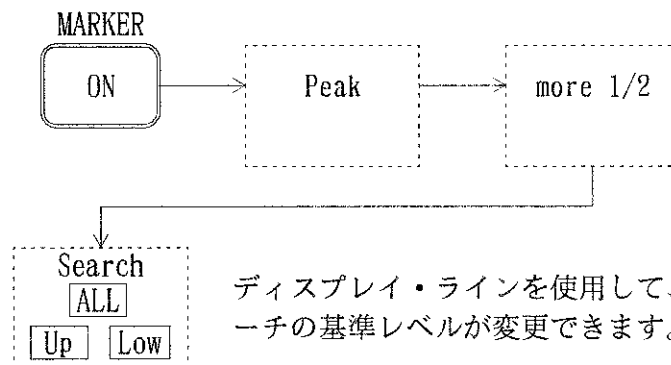 MARKER
ON
Peak
more 1/2
Search
ALL
Up Low
ディスプレイ・ラインを使用して、
ーチの基準レベルが変更できます。